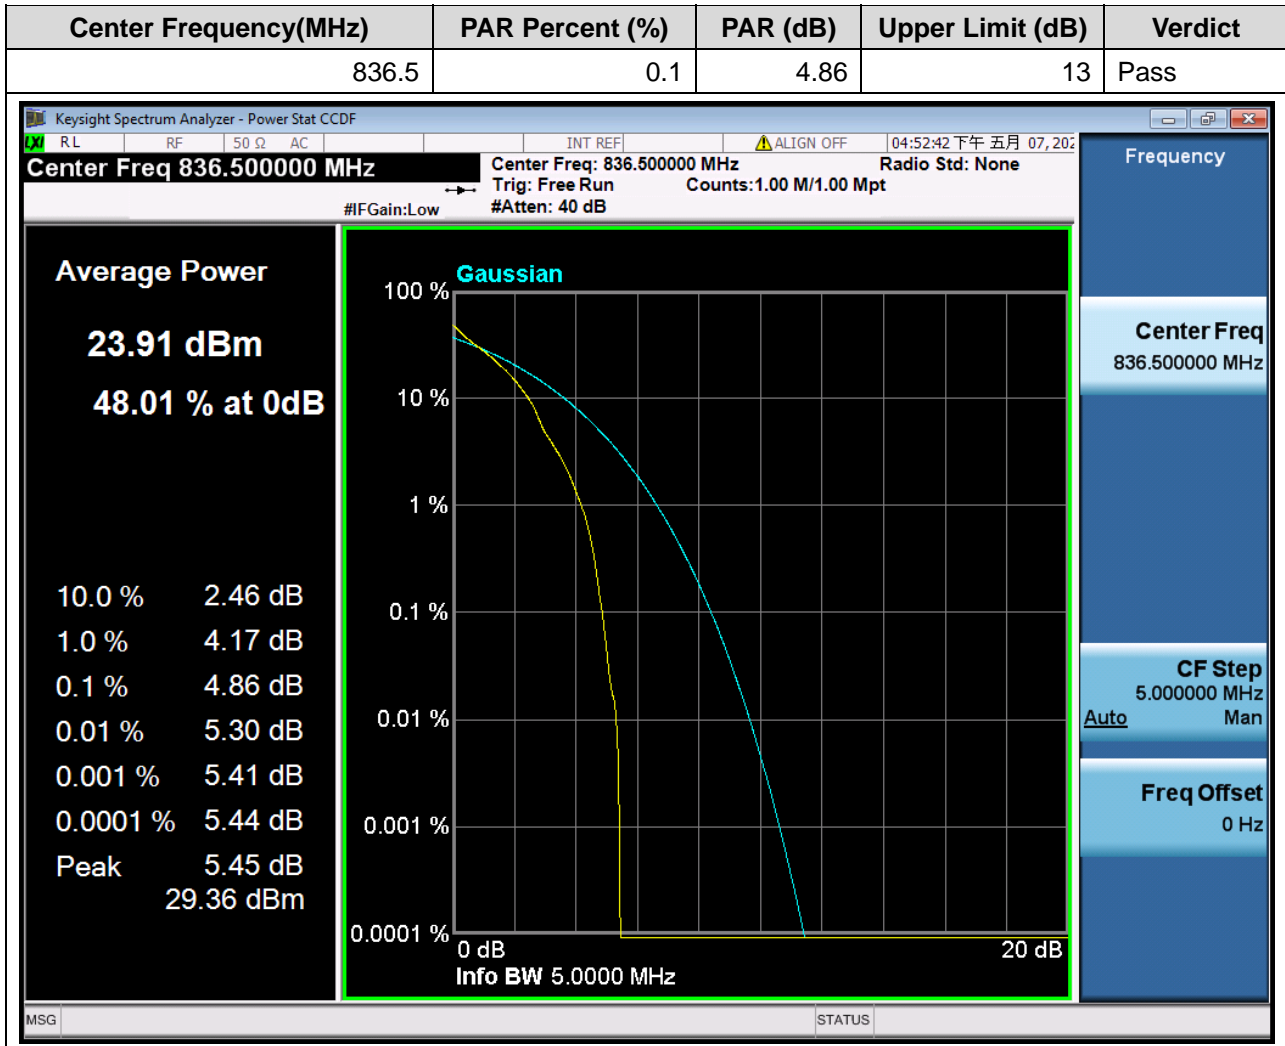 Center Frequency(MHz) PAR Percent (%) PAR (dB) Upper Limit (dB) Verdict
836.5 0.1 4.86 13 Pass
Keysight Spectrum Analyzer - Power Stat CCDF
LXI RL RF 50 Ω AC INT REF ALIGN OFF 04:52:42下午 五月 07, 202
Center Freq 836.500000 MHz
Center Freq: 836.500000 MHz Radio Std: None
Trig: Free Run Counts:1.00 M/1.00 Mpt
#IFGain:Low #Atten: 40 dB
Average Power
23.91 dBm
48.01 % at 0dB
10.0 % 2.46 dB
1.0 % 4.17 dB
0.1 % 4.86 dB
0.01 % 5.30 dB
0.001 % 5.41 dB
0.0001 % 5.44 dB
Peak 5.45 dB
29.36 dBm
Gaussian
100 %
10 %
1 %
0.1 %
0.01 %
0.001 %
0.0001 %
0 dB 20 dB
Info BW 5.0000 MHz
Frequency
Center Freq
836.500000 MHz
CF Step
5.000000 MHz
Auto Man
Freq Offset
0 Hz
MSG STATUS